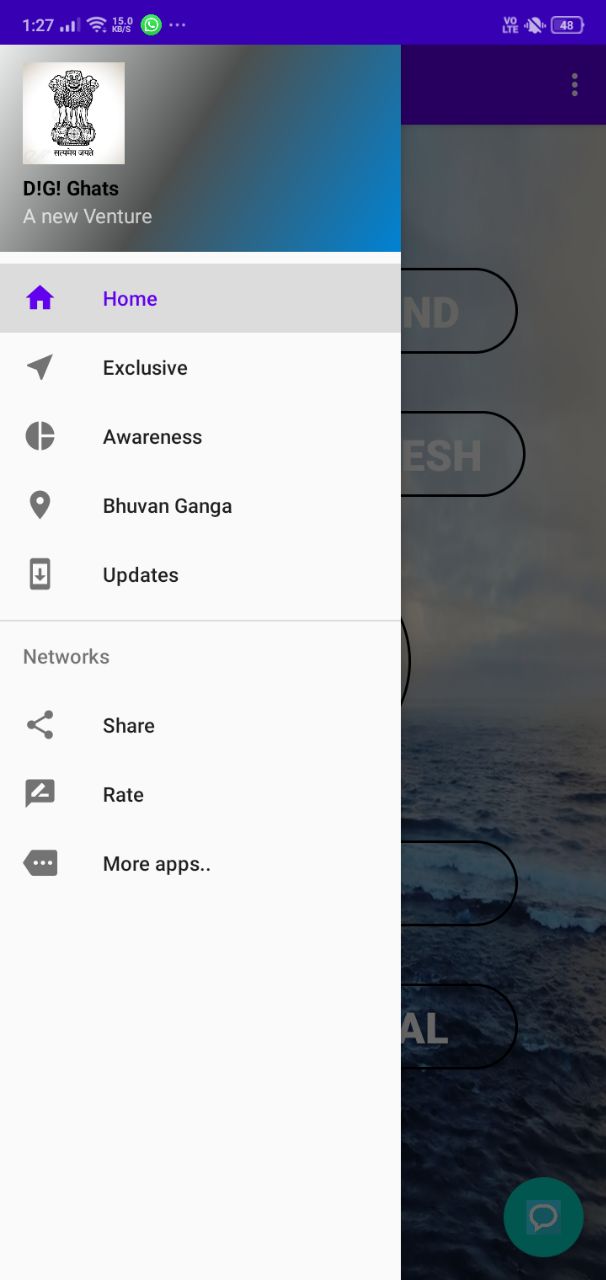 1:27 15.0 KB/S VO LTE 48
सत्यमेव जयते
D!G! Ghats
A new Venture
Home
Exclusive
Awareness
Bhuvan Ganga
Updates
Networks
Share
Rate
More apps..
ND
ESH
AL